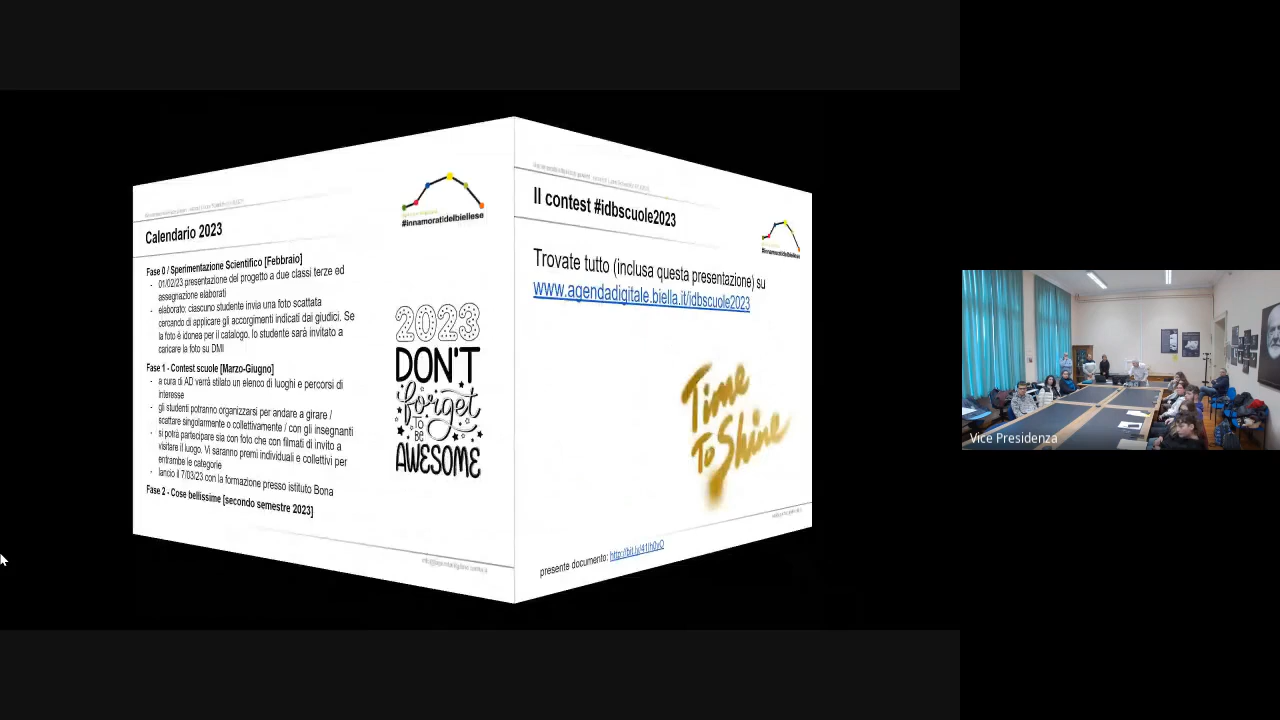 Calendario 2023
#innamoratidelbiellese
Fase 0 / Sperimentazione Scientifico [Febbraio]
- 01/02/23 presentazione del progetto a due classi terze ed
assegnazione elaborati
- elaborato: ciascuno studente invia una foto scattata
cercando di applicare gli accorgimenti indicati dai giudici. Se
la foto è idonea per il catalogo, lo studente sarà invitato a
caricare la foto su DMI
Fase 1 - Contest scuole [Marzo-Giugno]
- a cura di AD verrà stilato un elenco di luoghi e percorsi di
interesse
- gli studenti potranno organizzarsi per andare a girare /
scattare singolarmente o collettivamente / con gli insegnanti
- si potrà partecipare sia con foto che con filmati di invito a
visitare il luogo. Vi saranno premi individuali e collettivi per
entrambe le categorie
- lancio il 7/03/23 con la formazione presso istituto Bona
Fase 2 - Cose bellissime [secondo semestre 2023]
2023
DON'T
forget
TO
BE
AWESOME
Il contest #idbscuole2023
#innamoratidelbiellese
Trovate tutto (inclusa questa presentazione) su
www.agendadigitale.biella.it/idbscuole2023
Time
To Shine
presente documento:
Vice Presidenza